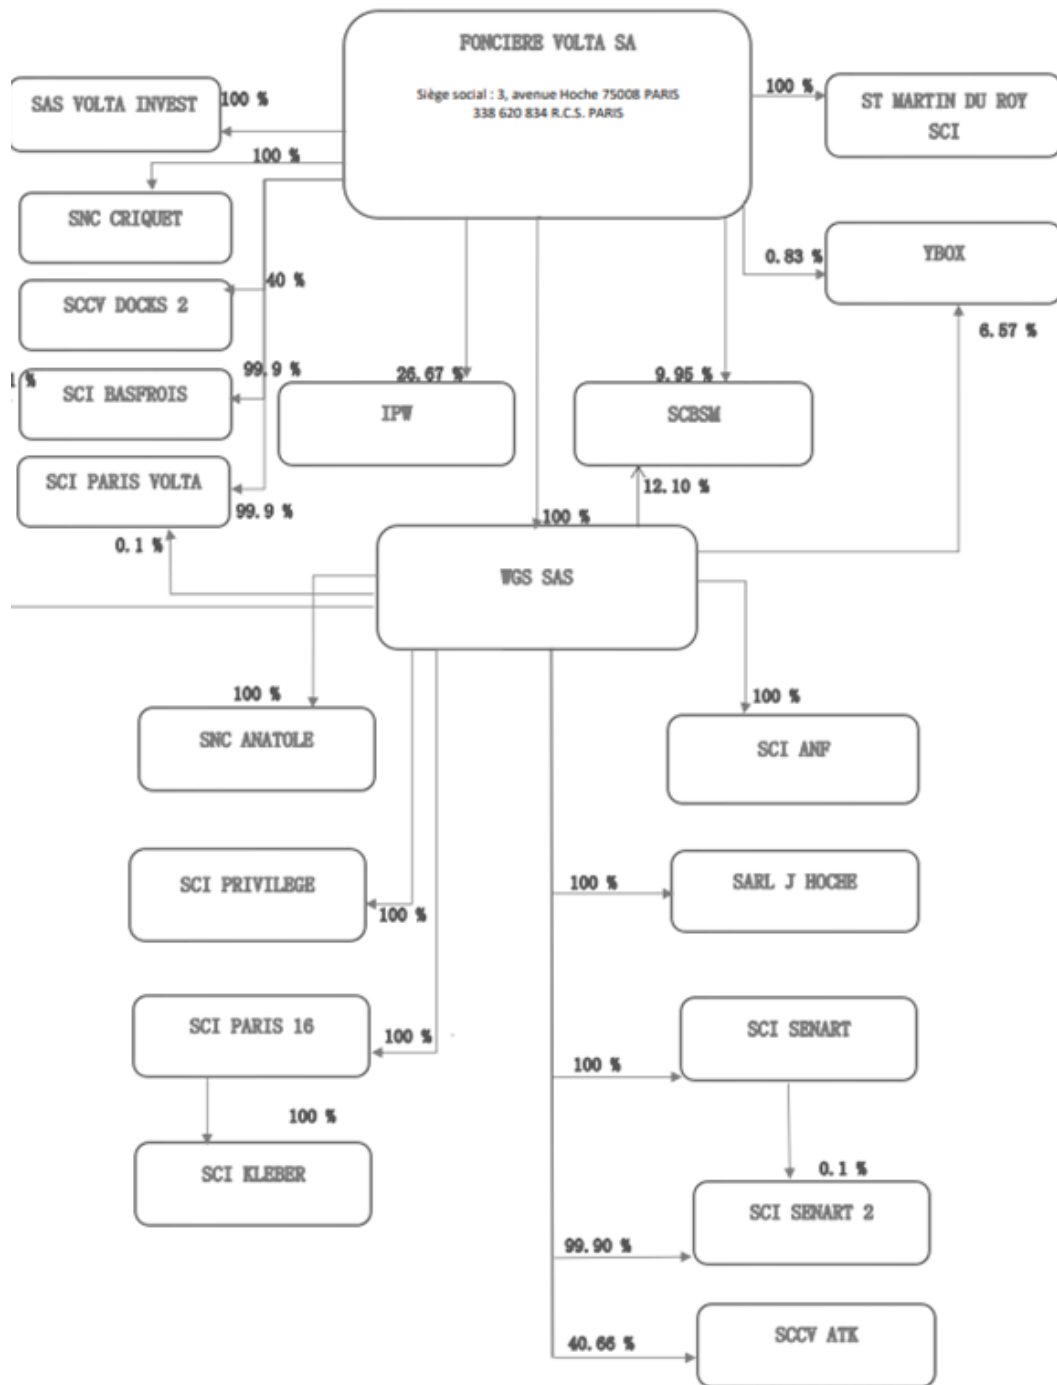 FONCIERE VOLTA SA
Siège social : 3, avenue Hoche 75008 PARIS
338 620 834 R.C.S. PARIS
SAS VOLTA INVEST
100 %
100 %
ST MARTIN DU ROY
SCI
100 %
SNC CRIQUET
0.83 %
YBOX
40 %
SCCV DOCKS 2
6.57 %
99.9 %
%
SCI BASFROIS
26.67 %
IPW
9.95 %
SCBSM
SCI PARIS VOLTA
99.9 %
12.10 %
0.1 %
100 %
WGS SAS
100 %
SNC ANATOLE
100 %
SCI ANF
SCI PRIVILEGE
100 %
100 %
SARL J HOCHE
SCI PARIS 16
100 %
SCI SENART
100 %
100 %
SCI KLEBER
0.1 %
SCI SENART 2
99.90 %
SCCV ATK
40.66 %